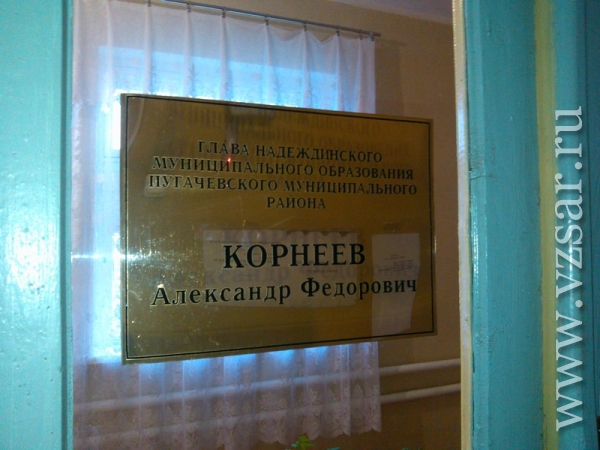 ГЛАВА НАДЕЖДИНСКОГО
МУНИЦИПАЛЬНОГО ОБРАЗОВАНИЯ
ПУГАЧЕВСКОГО МУНИЦИПАЛЬНОГО
РАЙОНА
КОРНЕЕВ
Александр Федорович
www.vzsar.ru